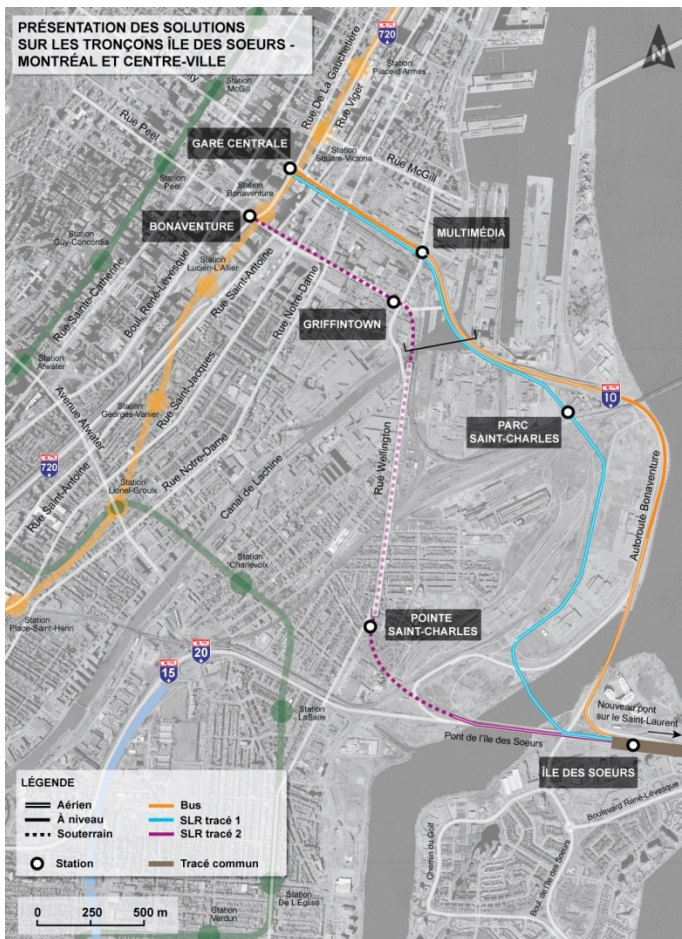 PRÉSENTATION DES SOLUTIONS
SUR LES TRONÇONS ÎLE DES SOEURS -
MONTRÉAL ET CENTRE-VILLE
720
N
Station
McGill
Rue De La Gauchetière
Station
Place-d'Armes
Rue Viger
Rue Peel
GARE CENTRALE
Station
Square-Victoria
Rue McGill
Station
Peel
Station
Bonaventure
BONAVENTURE
MULTIMÉDIA
Station
Guy-Concordia
Station
Lucien-L'Allier
Rue Sainte-Catherine
Boul. René-Lévesque
Rue Saint-Antoine
Rue Notre-Dame
GRIFFINTOWN
Station
Atwater
Avenue Atwater
Station
Georges-Vanier
Rue Saint-Jacques
10
PARC
SAINT-CHARLES
720
Rue Saint-Antoine
Rue Notre-Dame
Canal de Lachine
Rue Wellington
Autoroute Bonaventure
Station
Lionel-Groulx
Station
Charlevoix
Station
Place-Saint-Henri
POINTE
SAINT-CHARLES
20
15
Station
LaSalle
Nouveau pont
sur le Saint-Laurent
Pont de l'île des Soeurs
ÎLE DES SOEURS
LÉGENDE
Aérien
À niveau
Souterrain
Station
Bus
SLR tracé 1
SLR tracé 2
Tracé commun
Boulevard René-Lévesque
Chemin du Golf
Boul. de l'île des Soeurs
0 250 500 m
Station
De L'Église
Station
Verdun